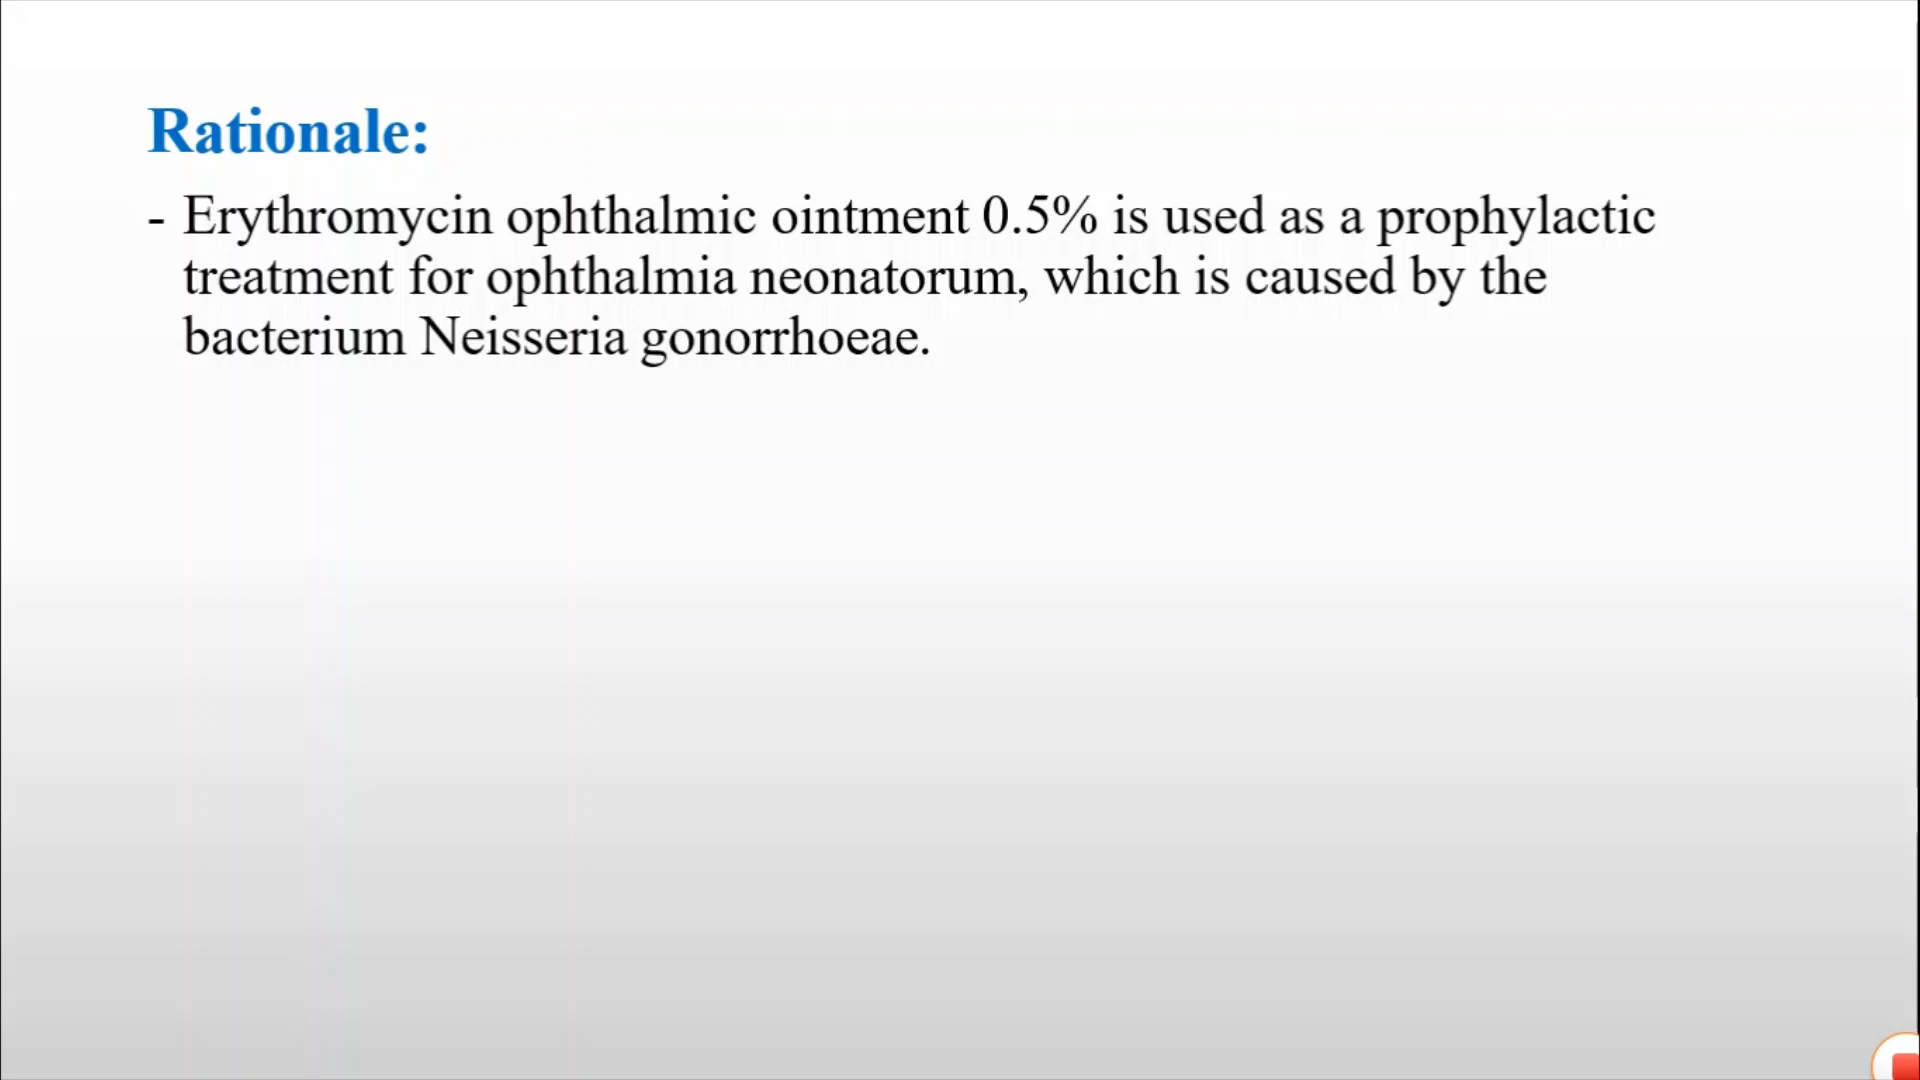 Rationale:
- Erythromycin ophthalmic ointment 0.5% is used as a prophylactic
treatment for ophthalmia neonatorum, which is caused by the
bacterium Neisseria gonorrhoeae.